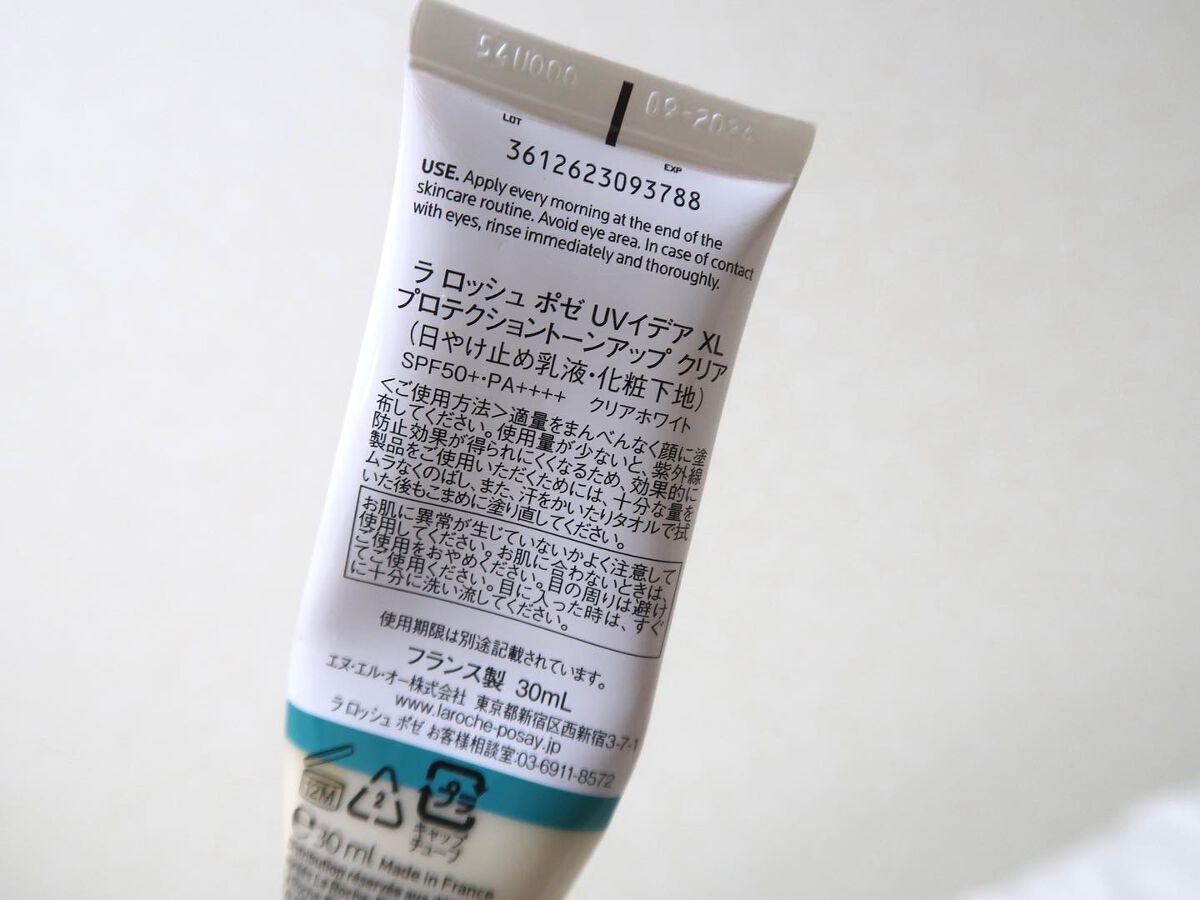 54U000
09-2024
LOT
EXP
3612623093788
USE. Apply every morning at the end of the
skincare routine. Avoid eye area. In case of contact
with eyes, rinse immediately and thoroughly.
ラ ロッシュ ポゼ UVイデア XL
プロテクショントーンアップ クリア
（日やけ止め乳液・化粧下地）
SPF50+・PA++++ クリアホワイト
＜ご使用方法＞適量をまんべんなく顔に塗
布してください。使用量が少ないと、紫外線
防止効果が得られにくくなるため、効果的に
製品をご使用いただくためには、十分な量を
ムラなくのばし、また、汗をかいたりタオルで拭
いた後もこまめに塗り直してください。
お肌に異常が生じていないかよく注意して
使用してください。お肌に合わないときは、
ご使用をおやめください。目の周りは避け
てご使用ください。目に入った時は、すぐ
に十分に洗い流してください。
使用期限は別途記載されています。
フランス製 30mL
エヌ・エル・オー株式会社 東京都新宿区西新宿3-7-1
www.laroche-posay.jp
ラ ロッシュ ポゼ お客様相談室:03-6911-8572
12M
2
プラ
キャップ
チューブ
℮30 ml Made in France